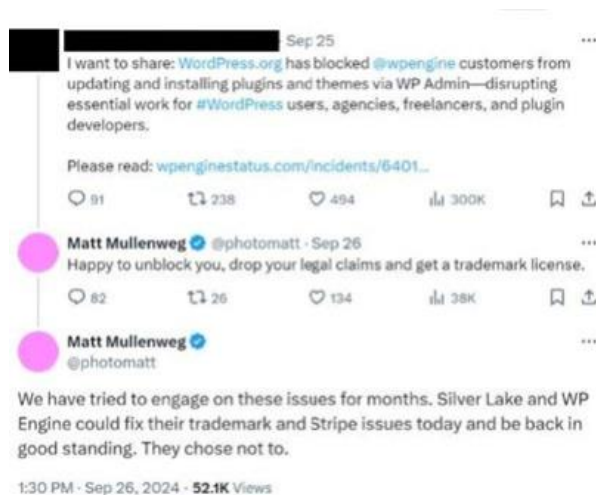 Sep 25
I want to share: WordPress.org has blocked @wpengine customers from
updating and installing plugins and themes via WP Admin—disrupting
essential work for #WordPress users, agencies, freelancers, and plugin
developers.
Please read: wpenginestatus.com/incidents/6401...
91 238 494 300K
Matt Mullenweg @photomatt · Sep 26
Happy to unblock you, drop your legal claims and get a trademark license.
82 26 134 38K
Matt Mullenweg
@photomatt
We have tried to engage on these issues for months. Silver Lake and WP
Engine could fix their trademark and Stripe issues today and be back in
good standing. They chose not to.
1:30 PM · Sep 26, 2024 · 52.1K Views